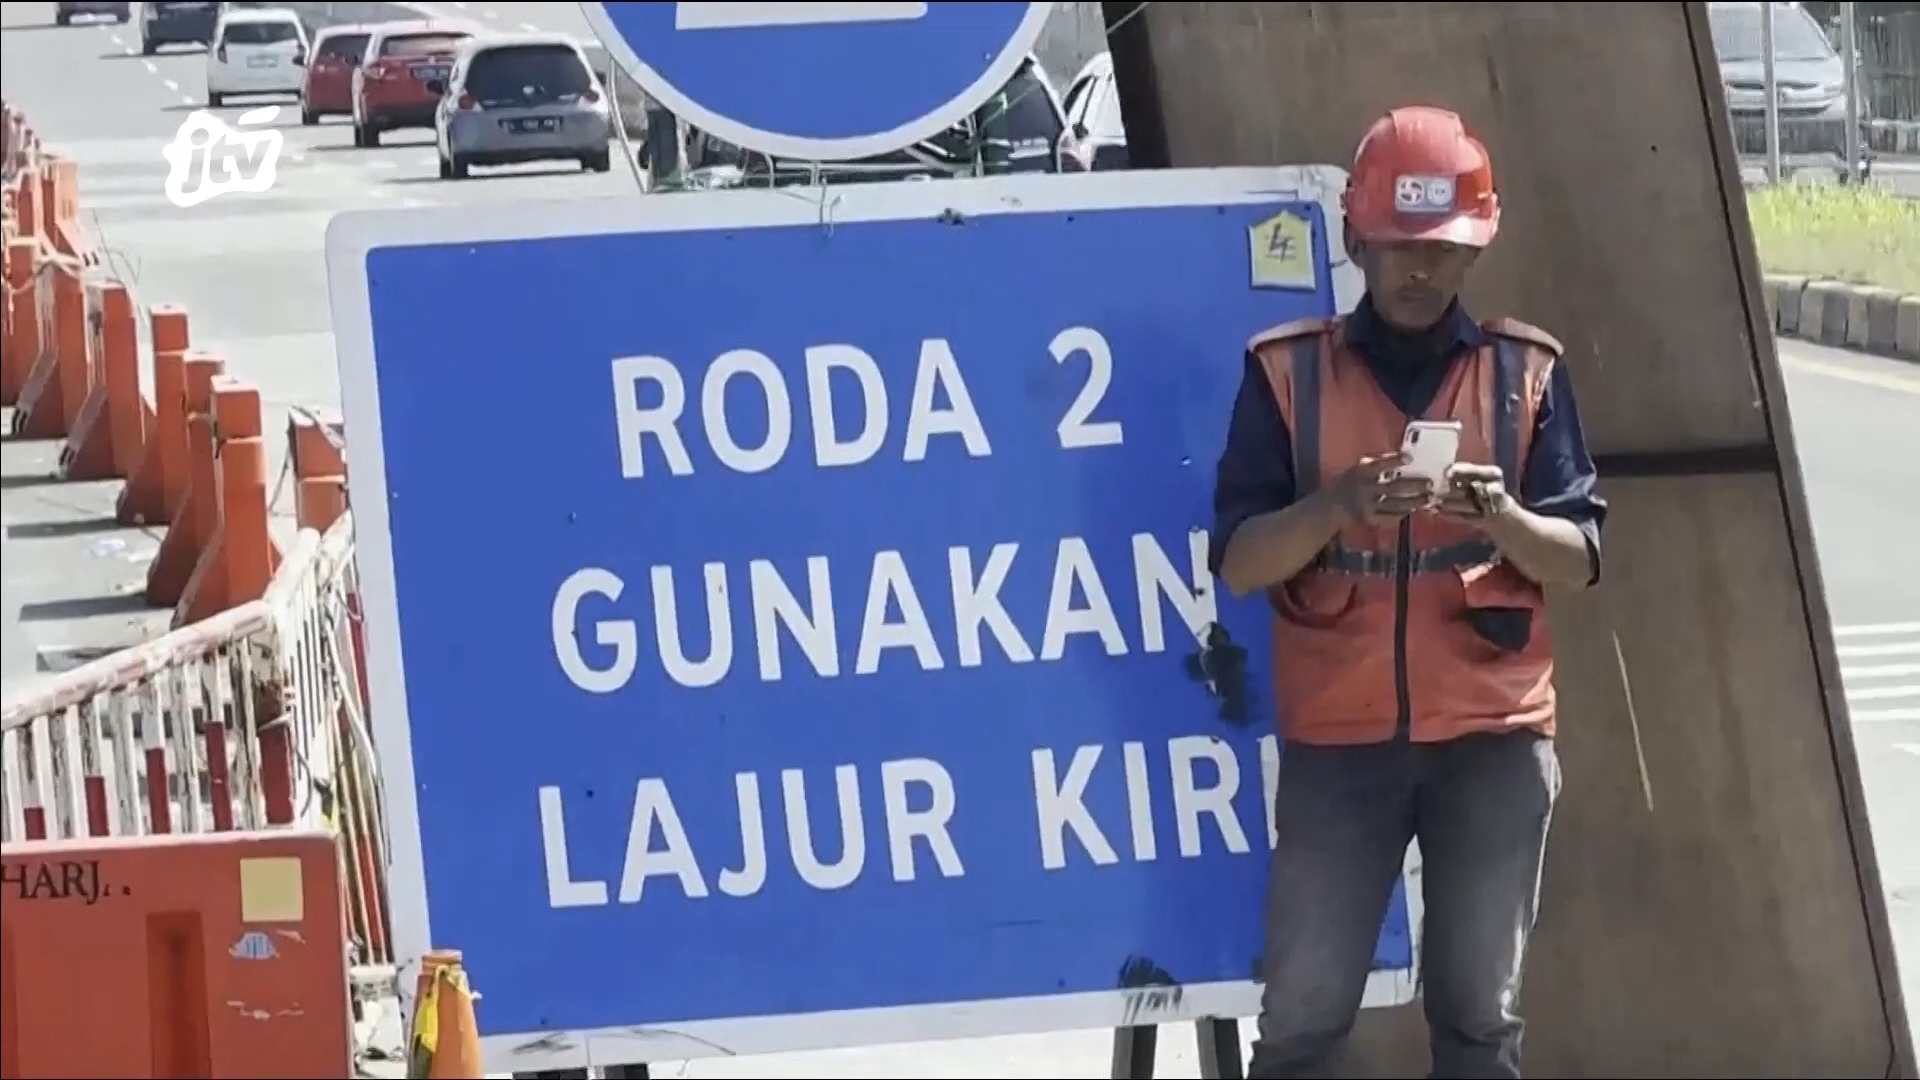 jtv
RODA 2
GUNAKAN
LAJUR KIRI
HARJ